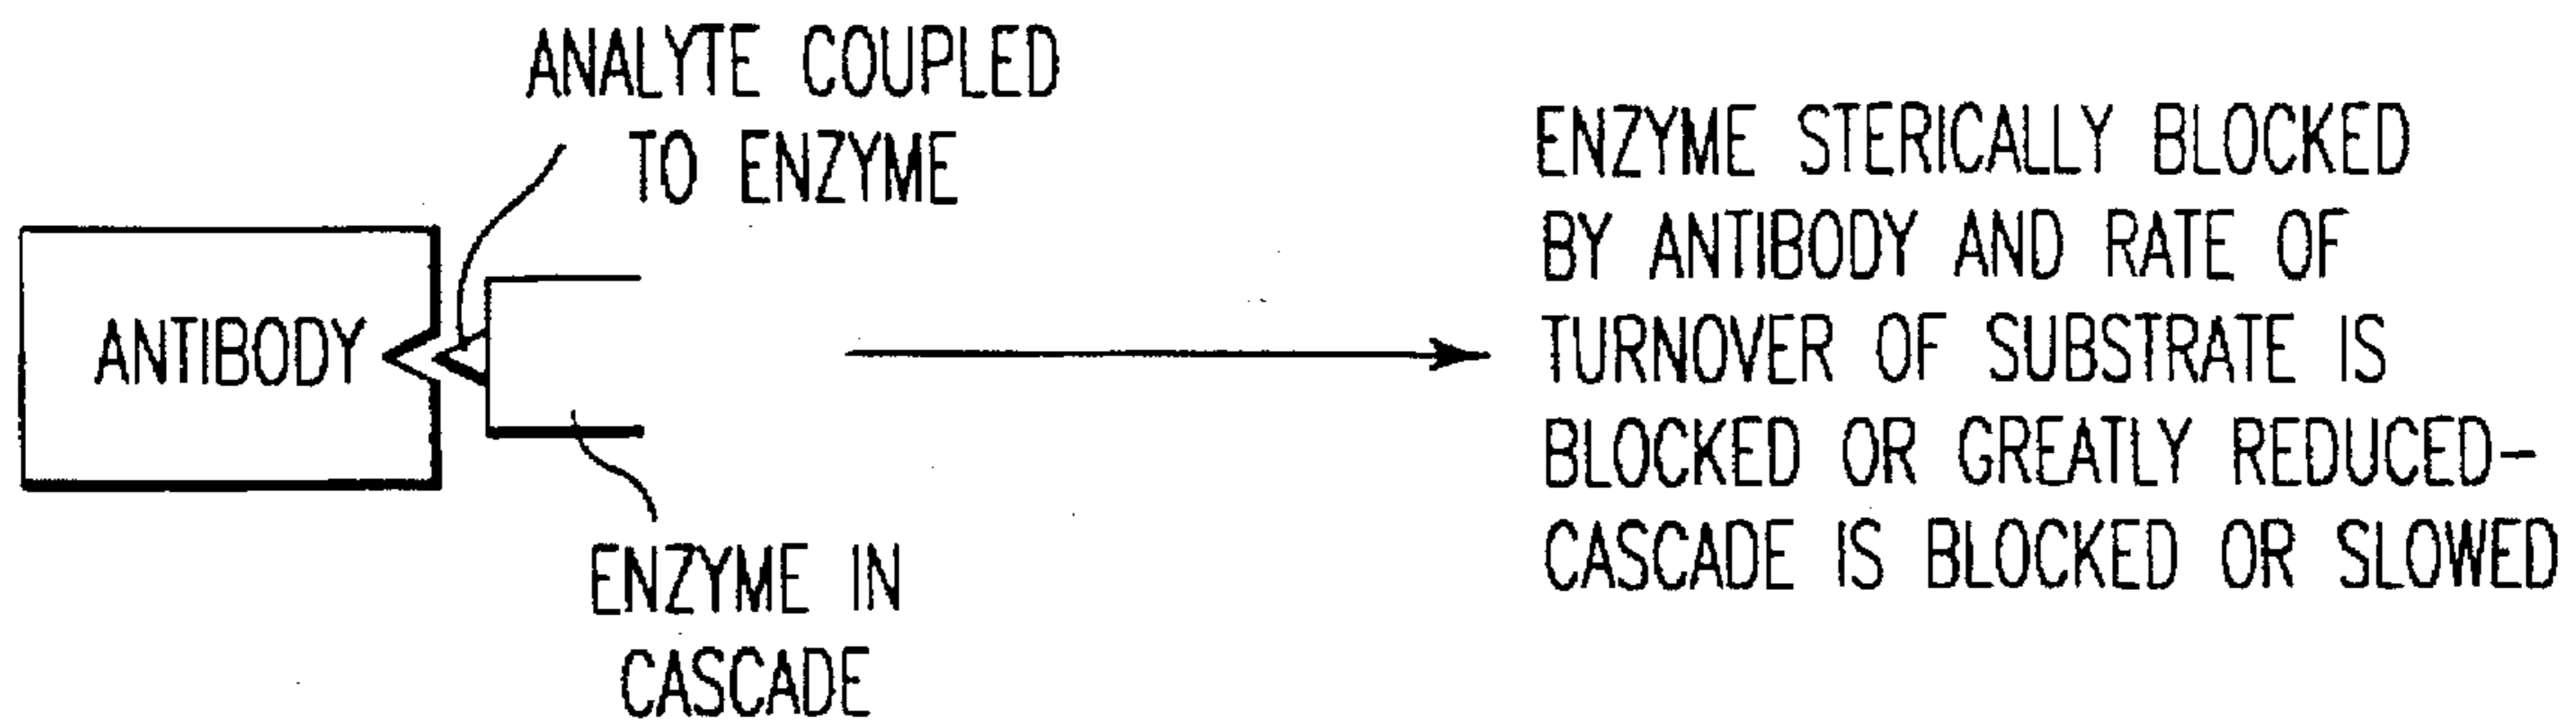 ANALYTE COUPLED
TO ENZYME
ANTIBODY
ENZYME IN
CASCADE
ENZYME STERICALLY BLOCKED
BY ANTIBODY AND RATE OF
TURNOVER OF SUBSTRATE IS
BLOCKED OR GREATLY REDUCED-
CASCADE IS BLOCKED OR SLOWED